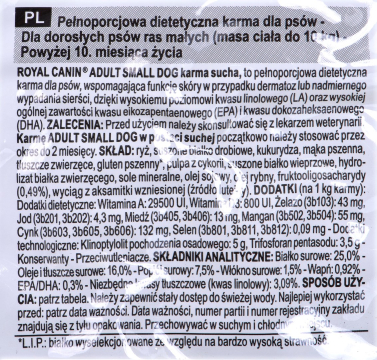 PL Pełnoporcjowa dietetyczna karma dla psów -
Dla dorosłych psów ras małych (masa ciała do 10 kg) -
Powyżej 10. miesiąca życia
ROYAL CANIN® ADULT SMALL DOG karma sucha, to pełnoporcjowa dietetyczna
karma dla psów, wspomagająca funkcję skóry w przypadku dermatoz lub nadmiernego
wypadania sierści, dzięki wysokiemu poziomowi kwasu linolowego (LA) oraz wysokiej
ogólnej zawartości kwasu eikozapentaenowego (EPA) i kwasu dokozaheksaenowego
(DHA). ZALECENIA: Przed użyciem należy skonsultować się z lekarzem weterynarii
Karmę ADULT SMALL DOG w postaci suchej początkowo należy stosować przez
okres do 2 miesięcy. SKŁAD: ryż, suszone białko drobiowe, kukurydza, mąka pszenna,
tłuszcze zwierzęce, gluten pszenny*, pulpa z cykorii, suszone białko wieprzowe, hydro-
lizat białka zwierzęcego, sole mineralne, olej sojowy, olej rybny, fruktooligosacharydy
(0,49%), wyciąg z aksamitki wzniesionej (źródło luteiny). DODATKI (na 1 kg karmy):
Dodatki dietetyczne: Witamina A: 29500 UI, Witamina 800 UI, Żelazo (3b103): 43 mg,
Jod (3b201, 3b202): 4,3 mg, Miedź (3b405, 3b406): 13 mg, Mangan (3b502, 3b504): 55 mg,
Cynk (3b603, 3b605, 3b606): 132 mg, Selen (3b801, 3b811, 3b812): 0,09 mg - Dodatki
technologiczne: Klinoptylolit pochodzenia osadowego: 5 g, Trifosforan pentasodu: 3,5 g -
Konserwanty - Przeciwutleniacze. SKŁADNIKI ANALITYCZNE: Białko surowe: 25,0% -
Oleje i tłuszcze surowe: 16,0% - Popiół surowy: 7,5% - Włókno surowe: 1,5% - Wapń: 0,92% -
EPA/DHA: 0,3% - Niezbędne kwasy tłuszczowe (kwas linolowy): 3,09%. SPOSÓB UŻY-
CIA: patrz tabela. Należy zapewnić stały dostęp do świeżej wody. Najlepiej wykorzystać
przed: patrz data ważności. Data ważności, numer partii i numer rejestracyjny zakładu
znajdują się z tyłu opakowania. Przechowywać w suchym i chłodnym
*L.I.P.: białko wyselekcjonowane ze względu na bardzo wysoką strawność